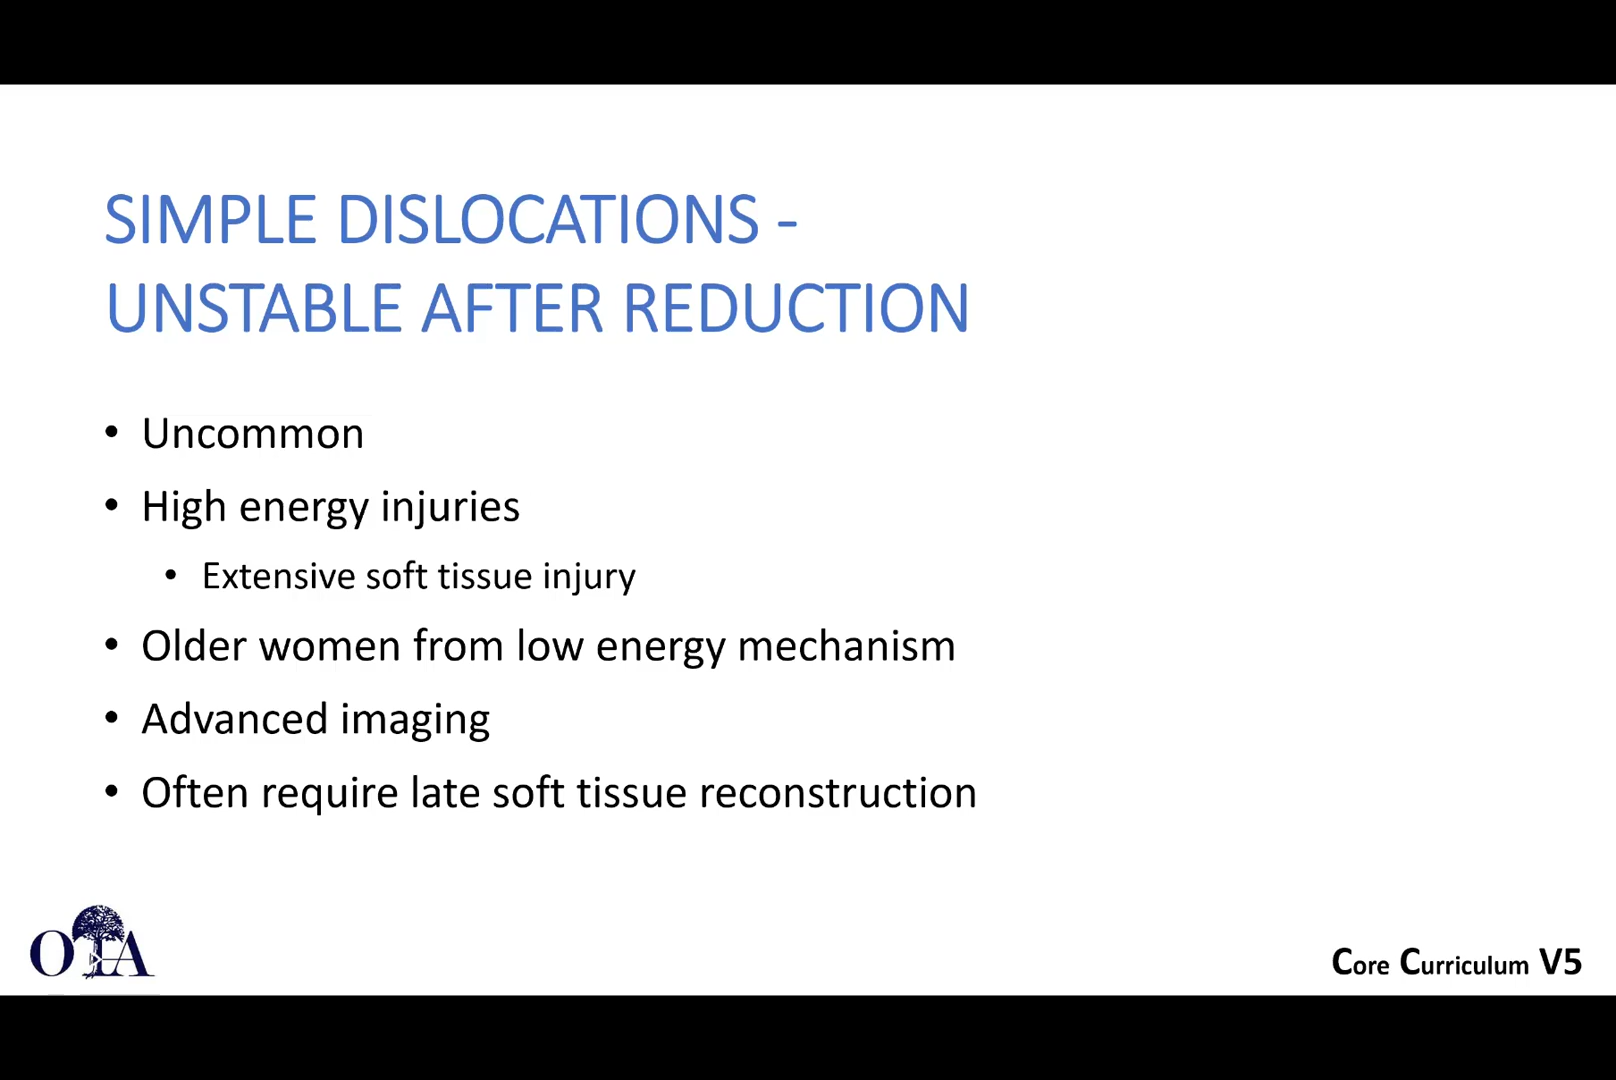 SIMPLE DISLOCATIONS -
UNSTABLE AFTER REDUCTION
• Uncommon
• High energy injuries
• Extensive soft tissue injury
• Older women from low energy mechanism
• Advanced imaging
• Often require late soft tissue reconstruction
OTA
Core Curriculum V5